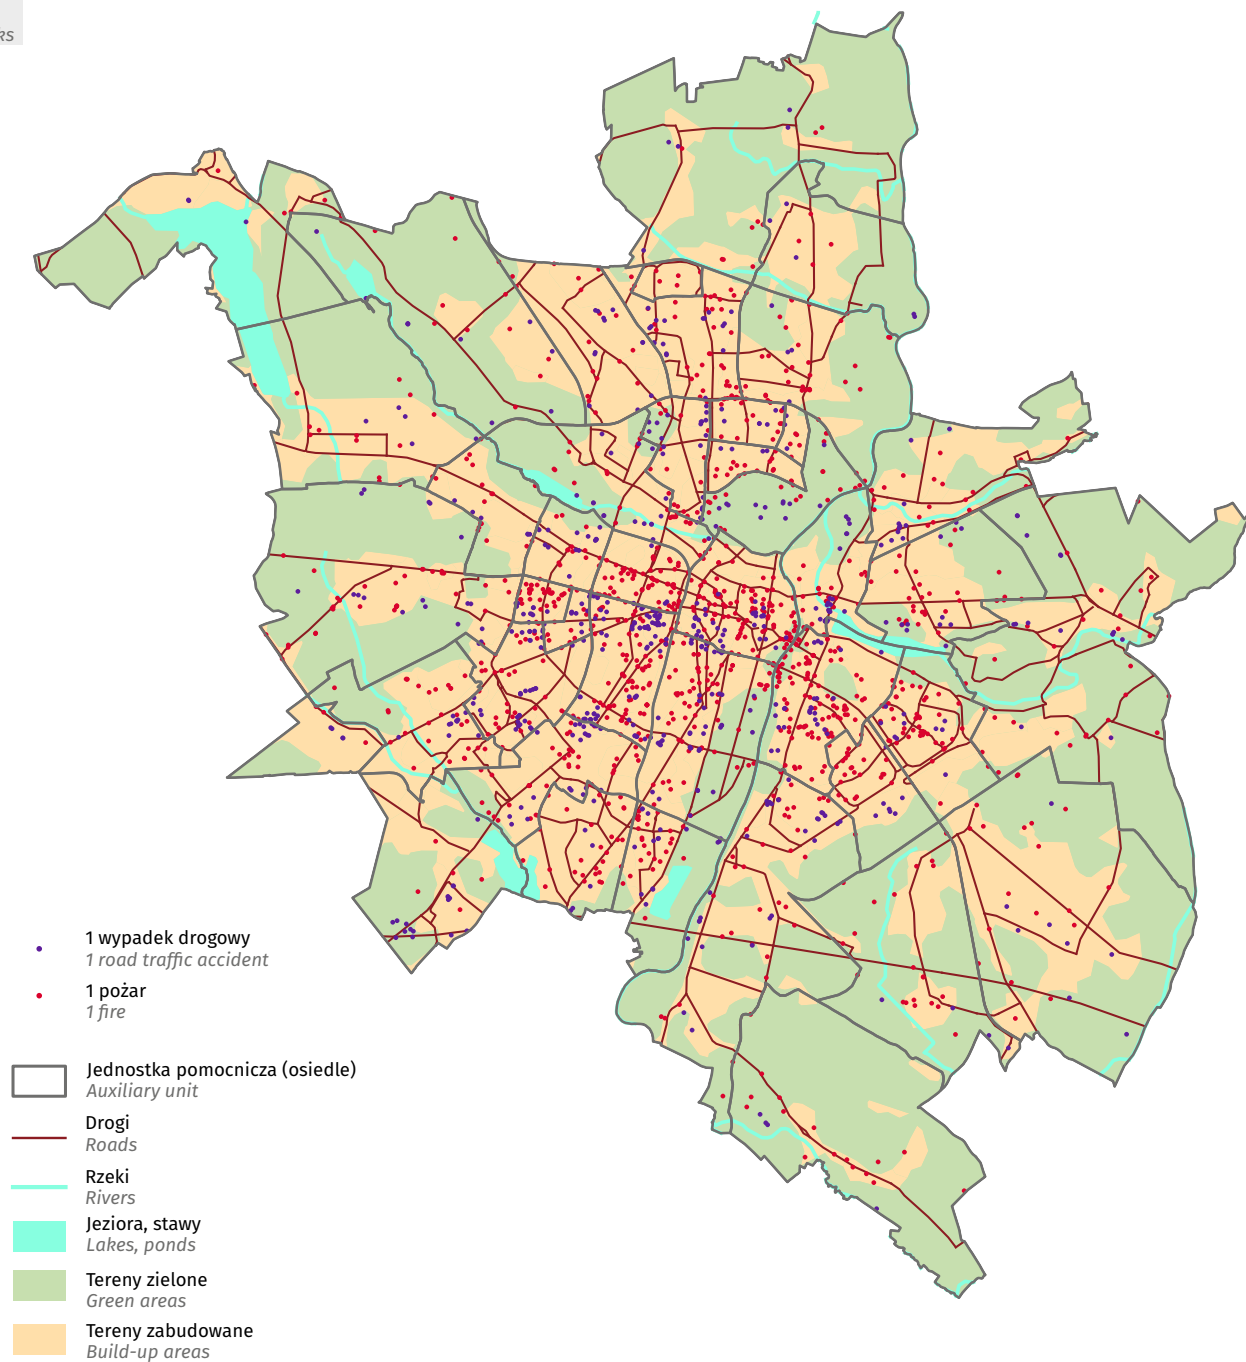 1 wypadek drogowy
1 road traffic accident
1 pożar
1 fire
Jednostka pomocnicza (osiedle)
Auxiliary unit
Drogi
Roads
Rzeki
Rivers
Jeziora, stawy
Lakes, ponds
Tereny zielone
Green areas
Tereny zabudowane
Build-up areas